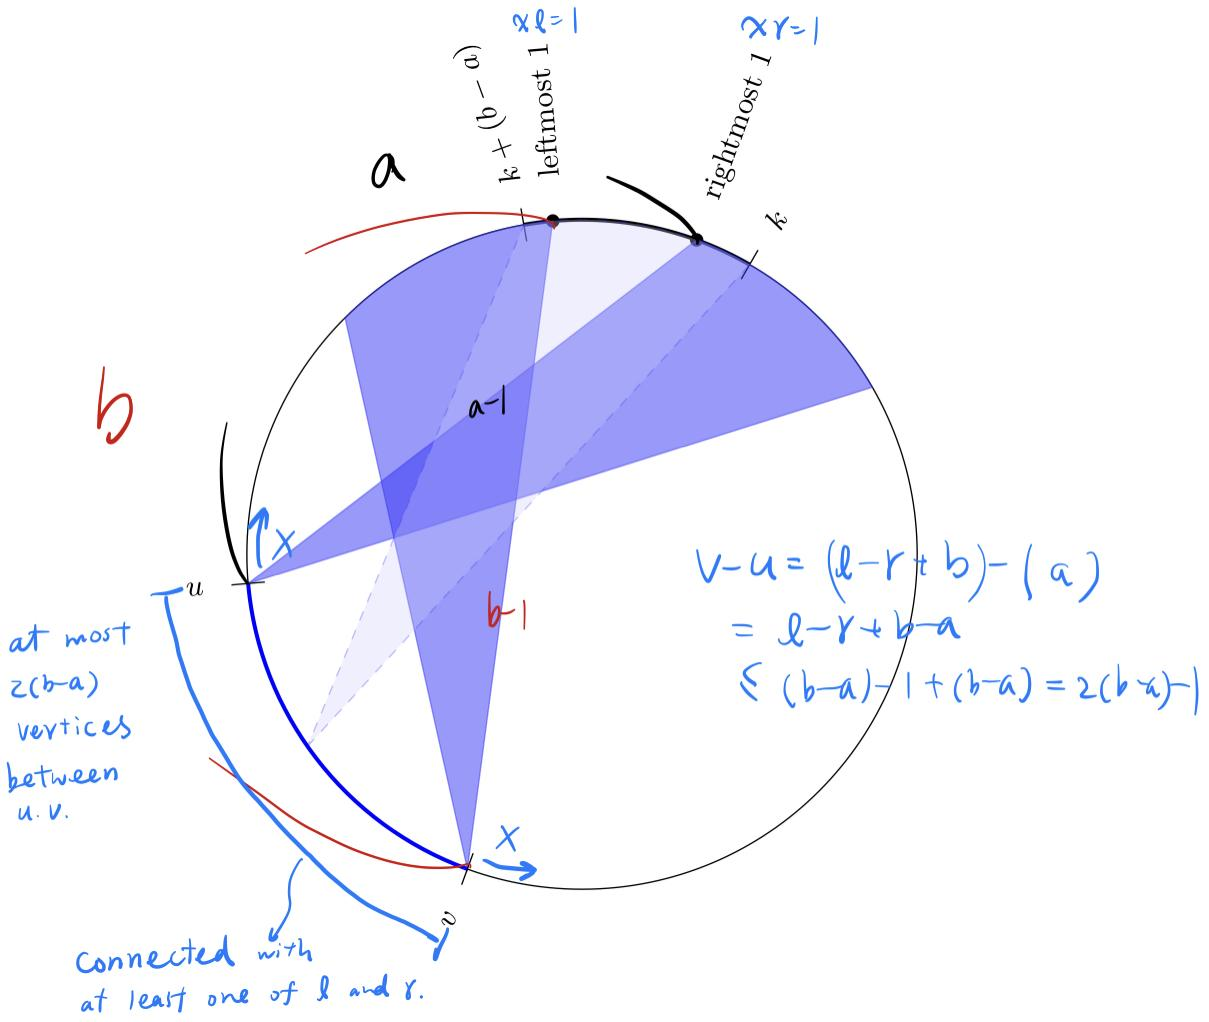 xl=1
xr=1
k + (b − a)
leftmost 1
rightmost 1
k
a
b
a-1
b-1
X
u
at most
2(b-a)
vertices
between
u.v.
v-u = (l-r+b)-(a)
= l-r+b-a
≤ (b-a)-1+(b-a) = 2(b-a)-1
X
v
connected with
at least one of l and r.